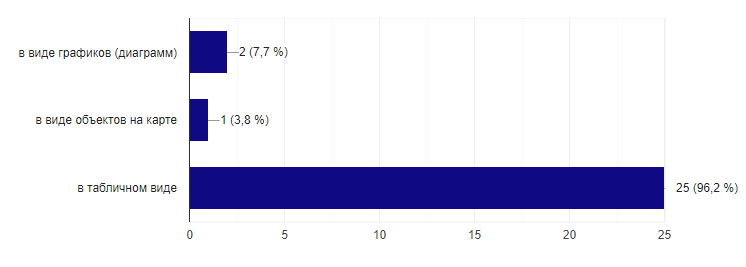 в виде графиков (диаграмм)
2 (7,7 %)
в виде объектов на карте
1 (3,8 %)
в табличном виде
25 (96,2 %)
0 5 10 15 20 25